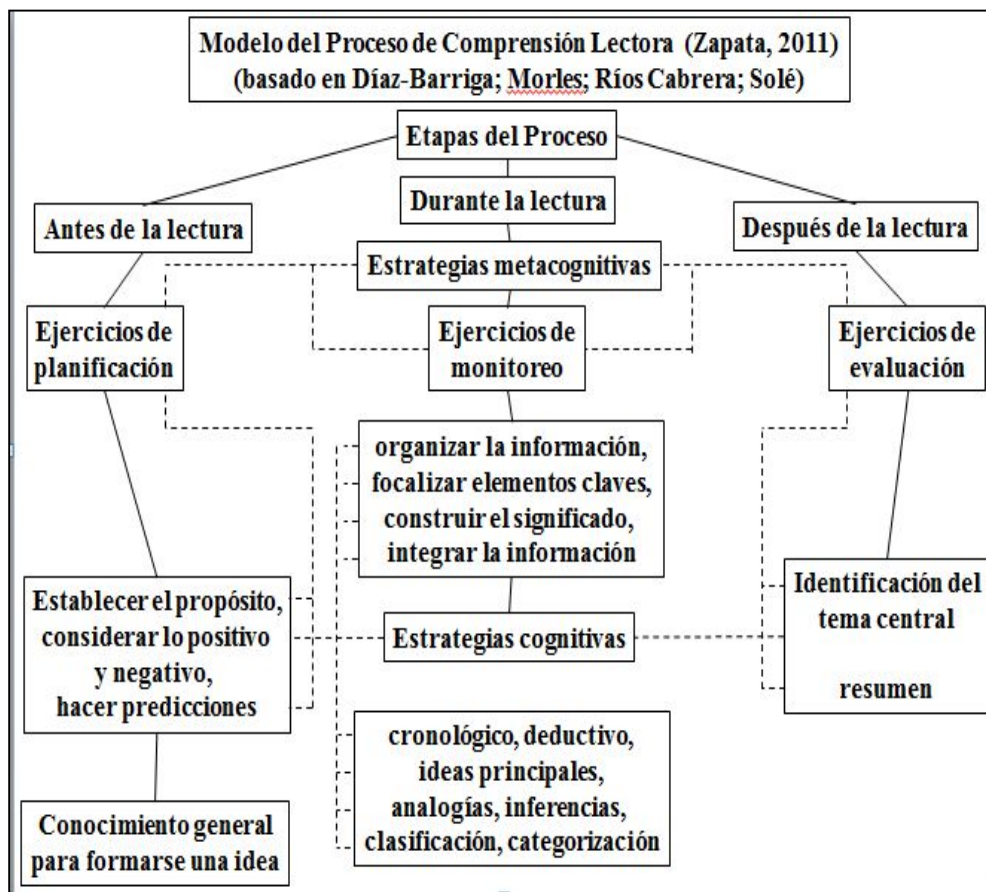 Modelo del Proceso de Comprensión Lectora (Zapata, 2011)
(basado en Díaz-Barriga; Morles; Ríos Cabrera; Solé)
Etapas del Proceso
Antes de la lectura
Durante la lectura
Después de la lectura
Estrategias metacognitivas
Ejercicios de
planificación
Ejercicios de
monitoreo
Ejercicios de
evaluación
organizar la información,
focalizar elementos claves,
construir el significado,
integrar la información
Establecer el propósito,
considerar lo positivo
y negativo,
hacer predicciones
Estrategias cognitivas
Identificación del
tema central
resumen
cronológico, deductivo,
ideas principales,
analogías, inferencias,
clasificación, categorización
Conocimiento general
para formarse una idea